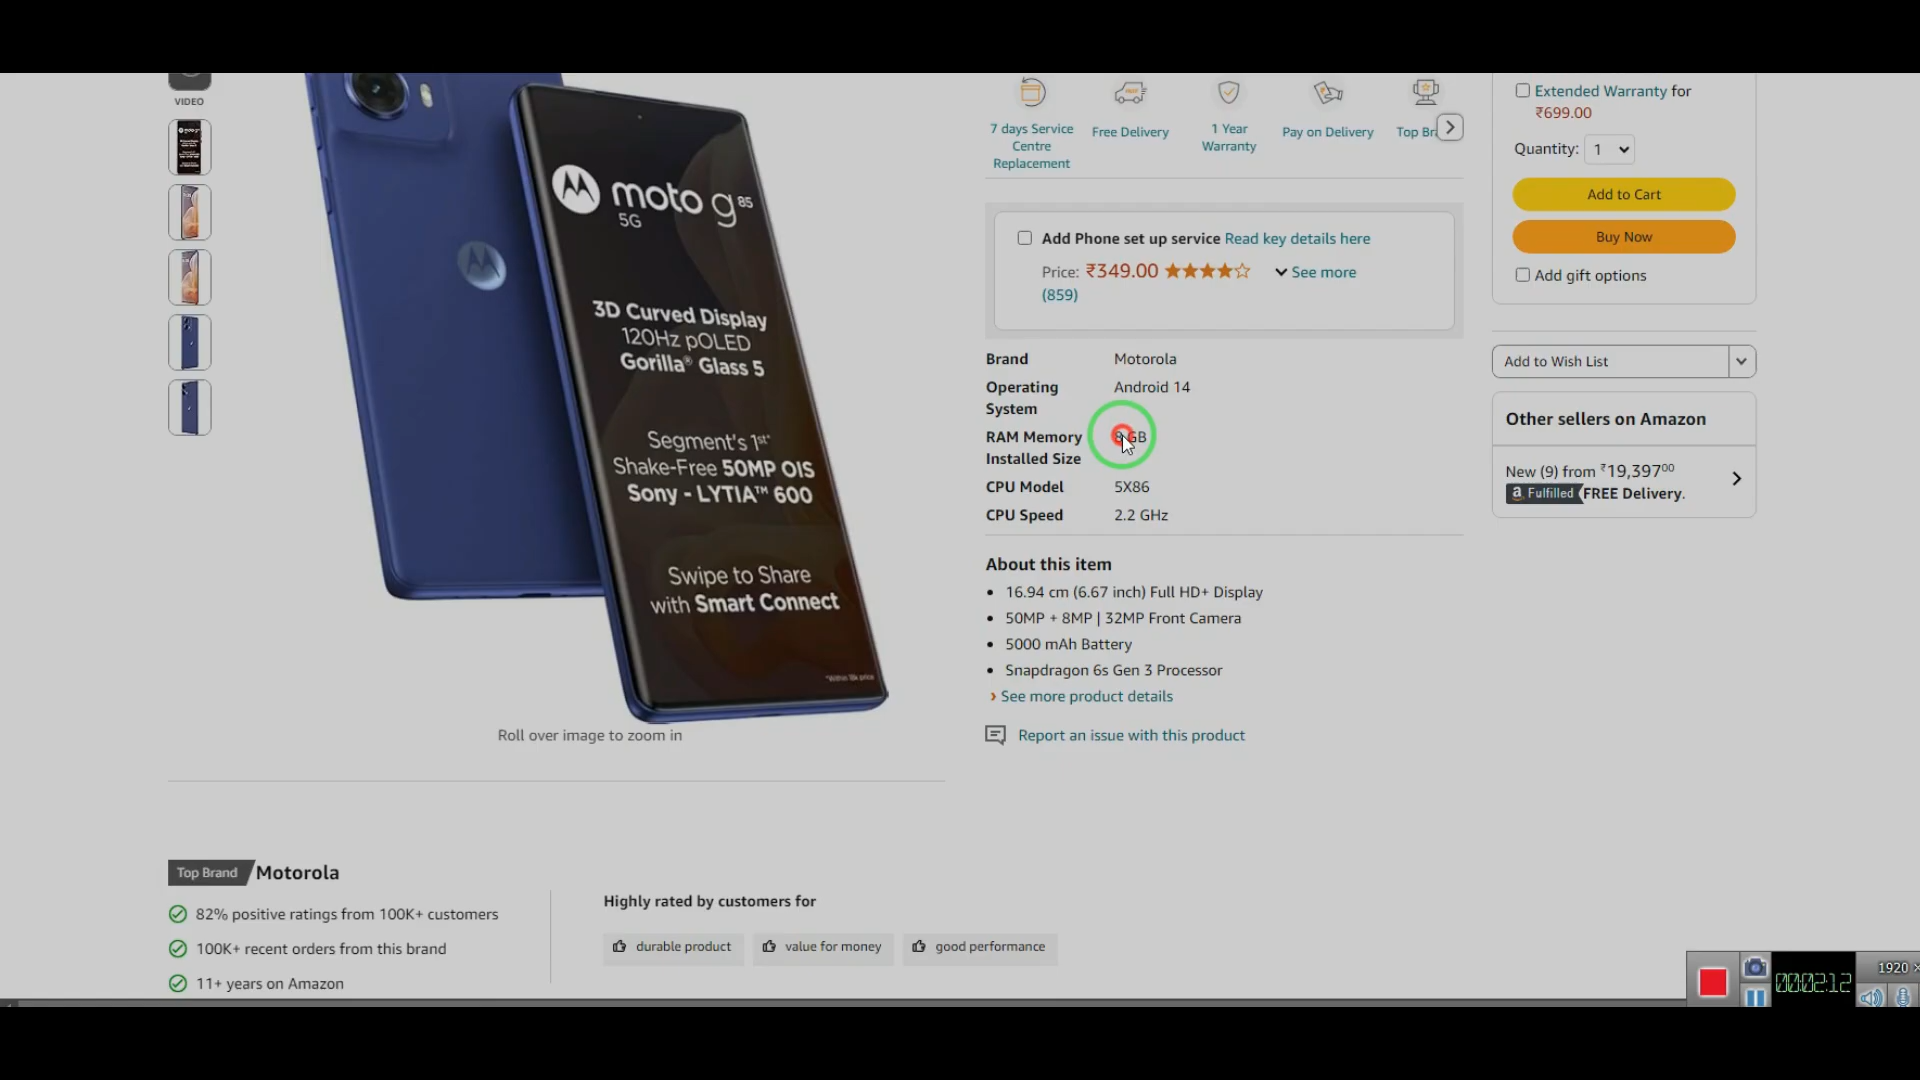 VIDEO
moto g85
5G
3D Curved Display
120Hz pOLED
Gorilla® Glass 5
Segment's 1st*
Shake-Free 50MP OIS
Sony - LYTIA™ 600
Swipe to Share
with Smart Connect
*Within 18k price
Roll over image to zoom in
7 days Service
Centre
Replacement
Free Delivery
1 Year
Warranty
Pay on Delivery
Top Br
Add Phone set up service Read key details here
Price: ₹349.00
See more
(859)
Brand Motorola
Operating System Android 14
RAM Memory Installed Size 8 GB
CPU Model 5X86
CPU Speed 2.2 GHz
About this item
16.94 cm (6.67 inch) Full HD+ Display
50MP + 8MP | 32MP Front Camera
5000 mAh Battery
Snapdragon 6s Gen 3 Processor
› See more product details
Report an issue with this product
Extended Warranty for
₹699.00
Quantity: 1
Add to Cart
Buy Now
Add gift options
Add to Wish List
Other sellers on Amazon
New (9) from ₹19,397.00
a Fulfilled FREE Delivery.
Top Brand Motorola
82% positive ratings from 100K+ customers
100K+ recent orders from this brand
11+ years on Amazon
Highly rated by customers for
durable product
value for money
good performance
00:02:12
1920 ×